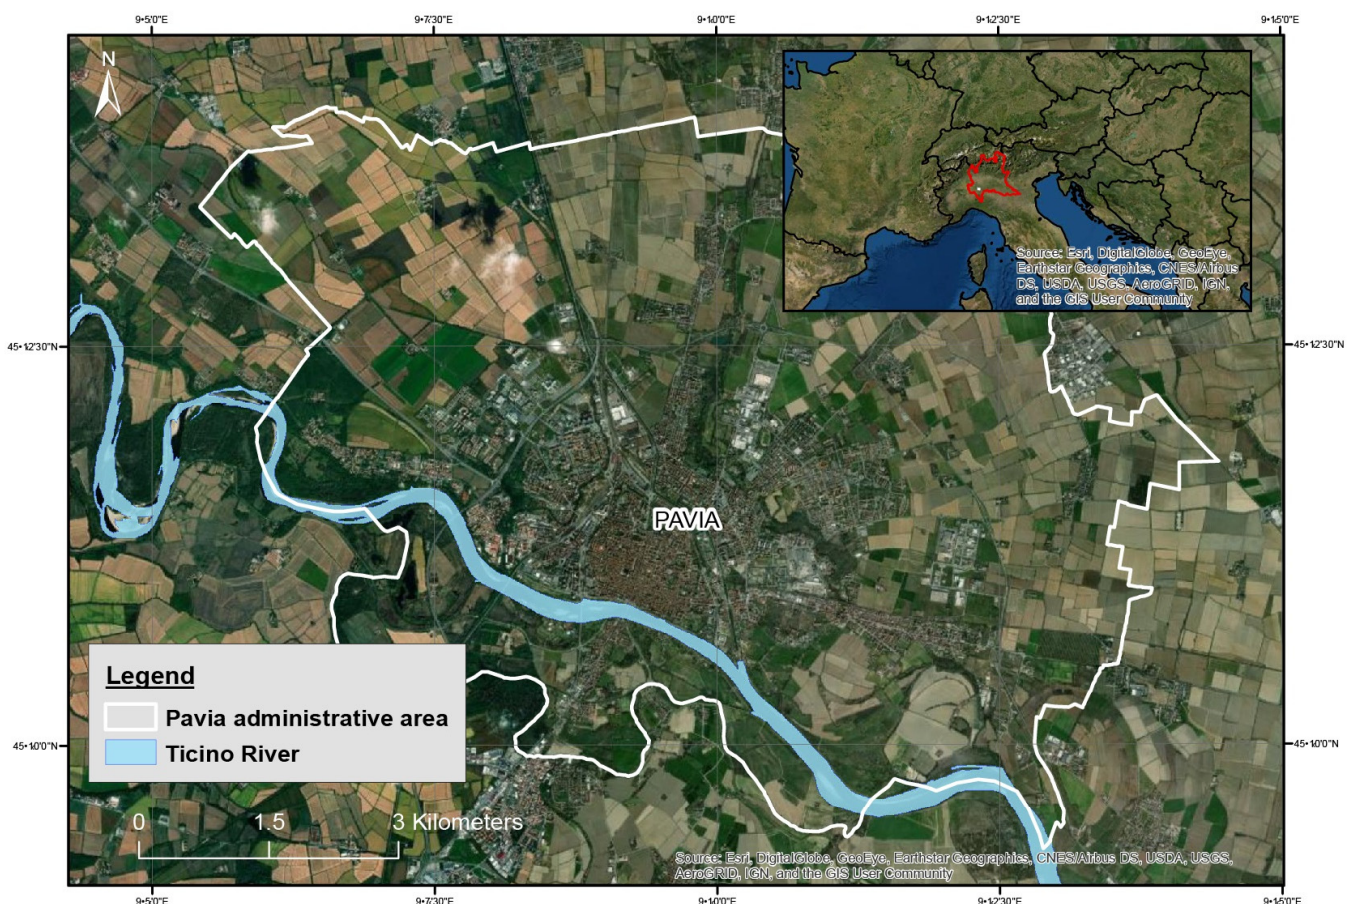 9°5'0"E 9°7'30"E 9°10'0"E 9°12'30"E 9°15'0"E
N
Source: Esri, DigitalGlobe, GeoEye,
Earthstar Geographics, CNES/Airbus
DS, USDA, USGS, AeroGRID, IGN,
and the GIS User Community
45°12'30"N 45°12'30"N
PAVIA
Legend
Pavia administrative area
Ticino River
45°10'0"N 45°10'0"N
0 1.5 3 Kilometers
Source: Esri, DigitalGlobe, GeoEye, Earthstar Geographics, CNES/Airbus DS, USDA, USGS,
AeroGRID, IGN, and the GIS User Community
9°5'0"E 9°7'30"E 9°10'0"E 9°12'30"E 9°15'0"E